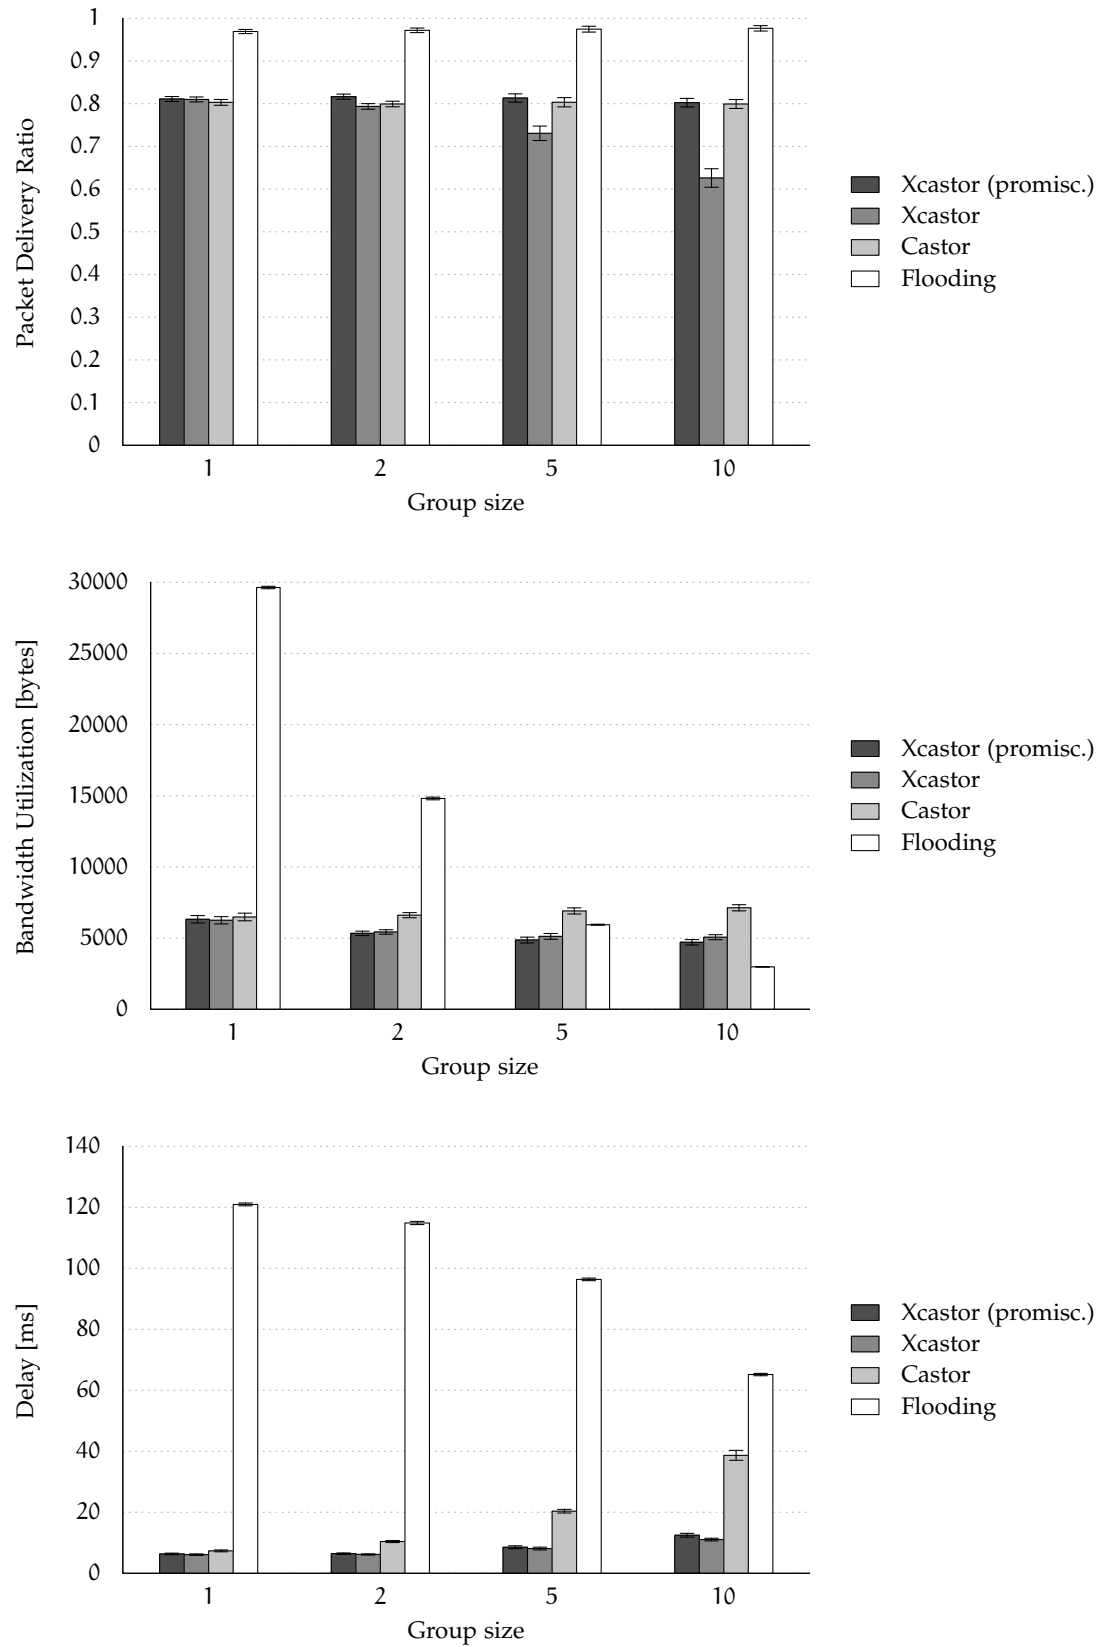 1
0.9
0.8
0.7
0.6
0.5
0.4
0.3
0.2
0.1
0
Packet Delivery Ratio
1 2 5 10
Group size
Xcastor (promisc.)
Xcastor
Castor
Flooding
30000
25000
20000
15000
10000
5000
0
Bandwidth Utilization [bytes]
1 2 5 10
Group size
Xcastor (promisc.)
Xcastor
Castor
Flooding
140
120
100
80
60
40
20
0
Delay [ms]
1 2 5 10
Group size
Xcastor (promisc.)
Xcastor
Castor
Flooding